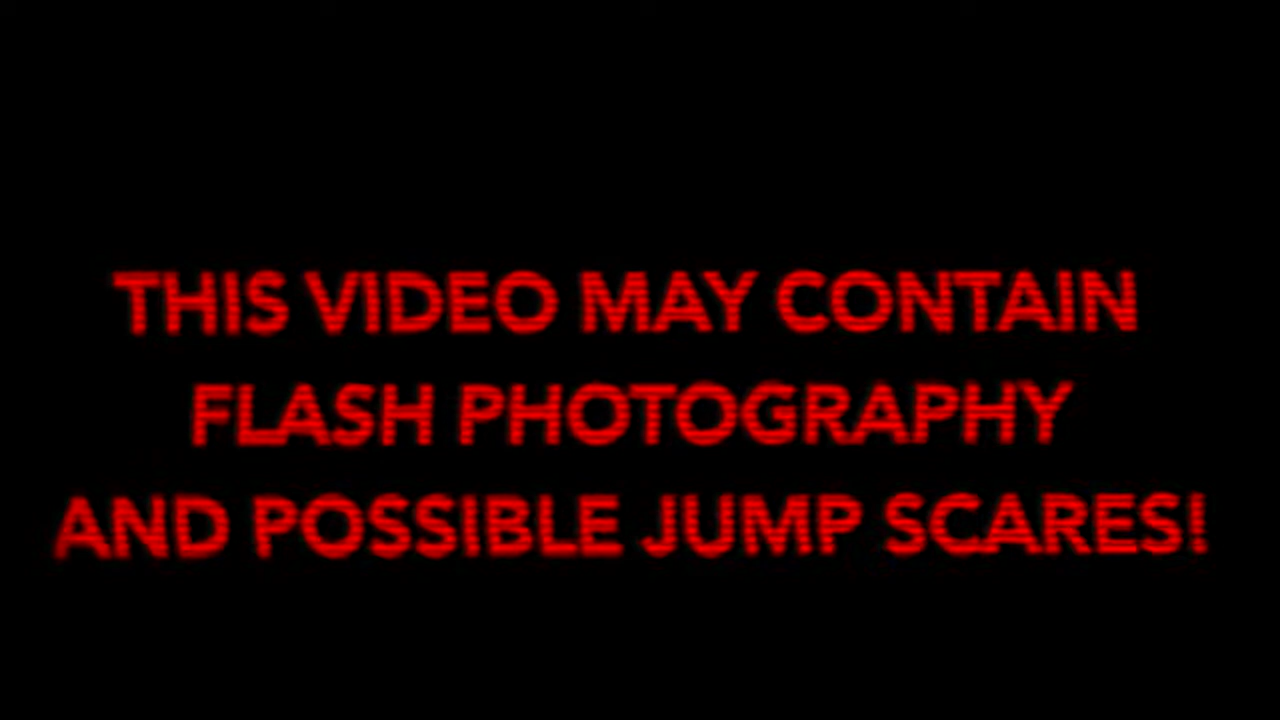 THIS VIDEO MAY CONTAIN
FLASH PHOTOGRAPHY
AND POSSIBLE JUMP SCARES!